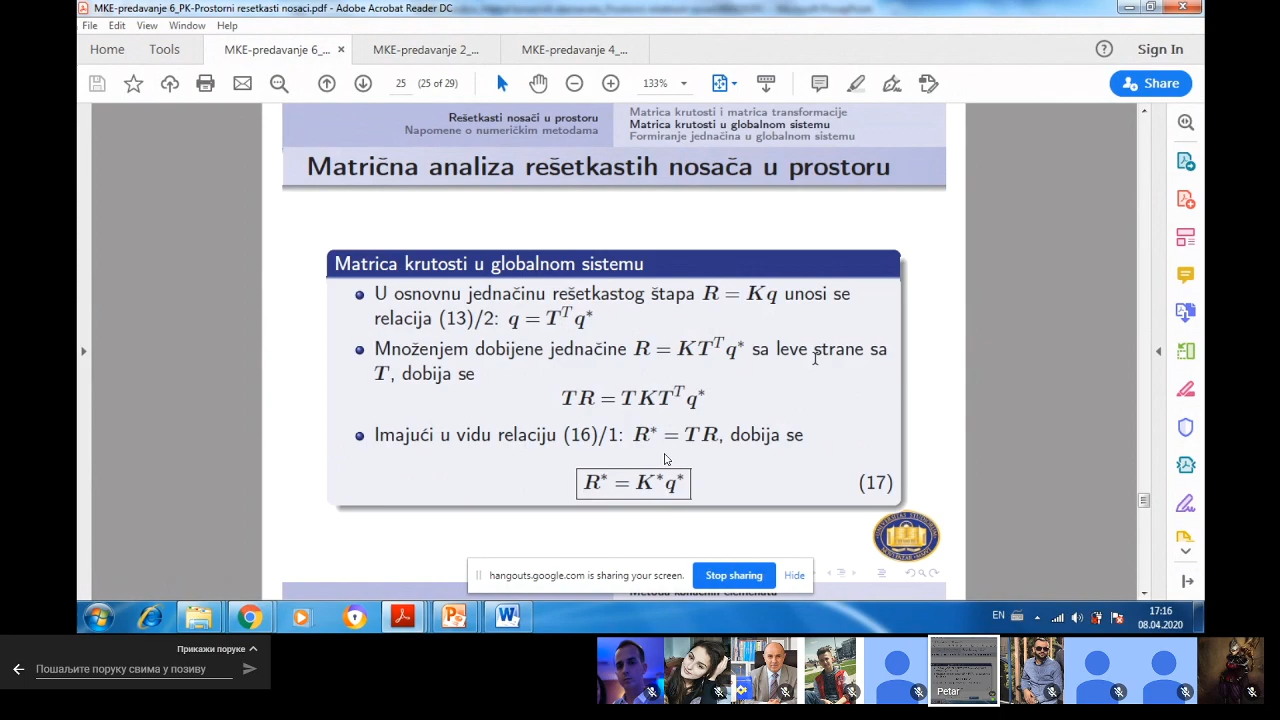 MKE-predavanje 6_PK-Prostorni resetkasti nosaci.pdf - Adobe Acrobat Reader DC
File Edit View Window Help
Home Tools MKE-predavanje 6_... × MKE-predavanje 2_... MKE-predavanje 4_... Sign In
25 (25 of 29) 133% Share
Rešetkasti nosači u prostoru
Napomene o numeričkim metodama
Matrica krutosti i matrica transformacije
Matrica krutosti u globalnom sistemu
Formiranje jednačina u globalnom sistemu
Matrična analiza rešetkastih nosača u prostoru
Matrica krutosti u globalnom sistemu
U osnovnu jednačinu rešetkastog štapa R = Kq unosi se
relacija (13)/2: q = T^T q*
Množenjem dobijene jednačine R = KT^T q* sa leve strane sa
T, dobija se
TR = TKT^T q*
Imajući u vidu relaciju (16)/1: R* = TR, dobija se
R* = K*q* (17)
hangouts.google.com is sharing your screen. Stop sharing Hide
Metoda konačnih elemenata
EN 17:16
08.04.2020
Прикажи поруке
Пошаљите поруку свима у позиву
Petar